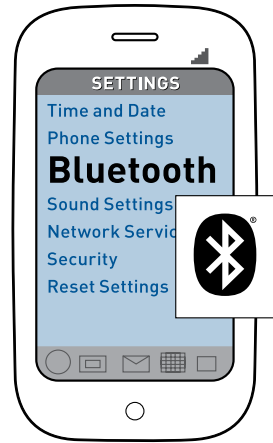 SETTINGS
Time and Date
Phone Settings
Bluetooth
Sound Settings
Network Servic
Security
Reset Settings
®